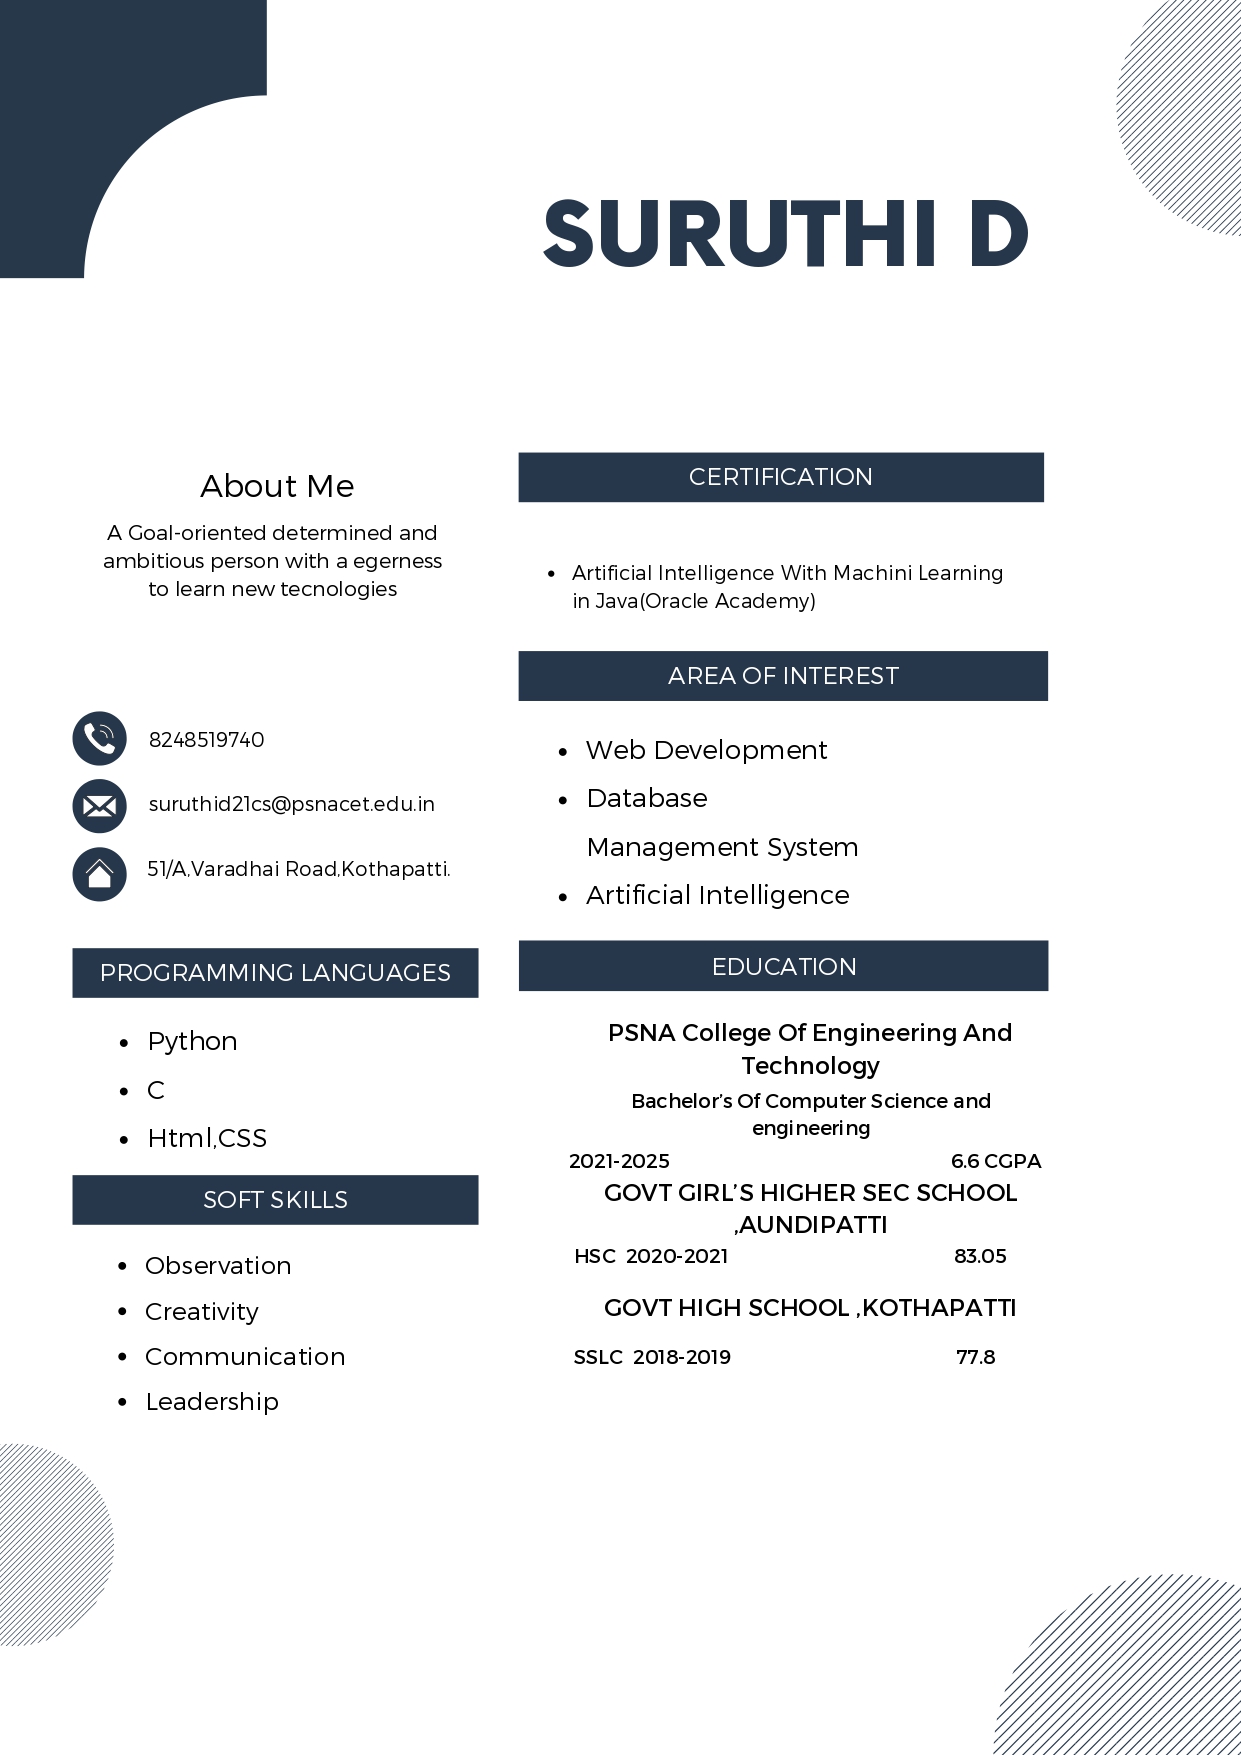 SURUTHI D
About Me
A Goal-oriented determined and
ambitious person with a egerness
to learn new tecnologies
8248519740
suruthid21cs@psnacet.edu.in
51/A,Varadhai Road,Kothapatti.
PROGRAMMING LANGUAGES
• Python
• C
• Html,CSS
SOFT SKILLS
• Observation
• Creativity
• Communication
• Leadership
CERTIFICATION
• Artificial Intelligence With Machini Learning
in Java(Oracle Academy)
AREA OF INTEREST
• Web Development
• Database
Management System
• Artificial Intelligence
EDUCATION
PSNA College Of Engineering And
Technology
Bachelor's Of Computer Science and
engineering
2021-2025 6.6 CGPA
GOVT GIRL'S HIGHER SEC SCHOOL
,AUNDIPATTI
HSC 2020-2021 83.05
GOVT HIGH SCHOOL ,KOTHAPATTI
SSLC 2018-2019 77.8